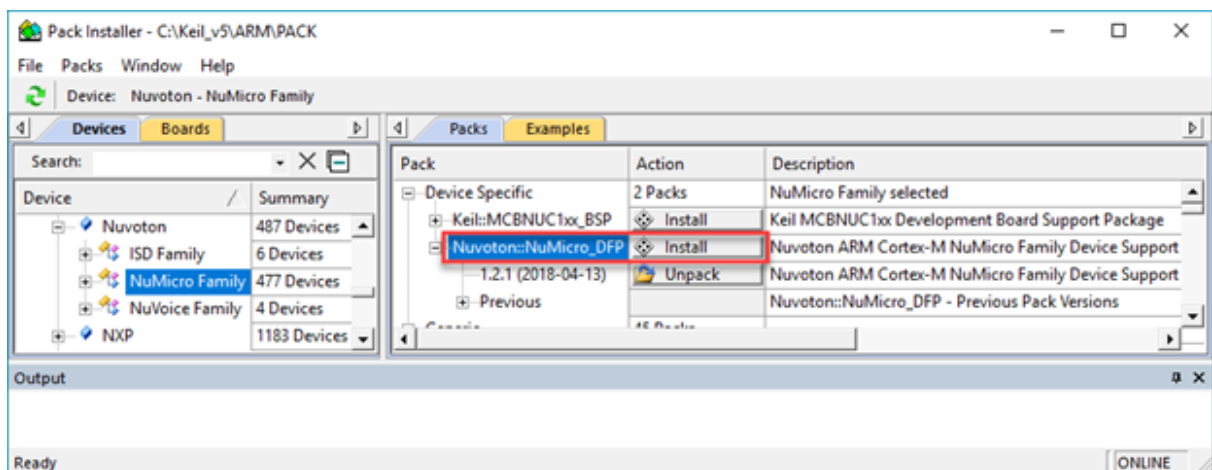 Pack Installer - C:\Keil_v5\ARM\PACK
File Packs Window Help
Device: Nuvoton - NuMicro Family
Devices Boards
Packs Examples
Search:
Pack Action Description
Device Summary
Device Specific 2 Packs NuMicro Family selected
Nuvoton 487 Devices
Keil::MCBNUC1xx_BSP Install Keil MCBNUC1xx Development Board Support Package
ISD Family 6 Devices
Nuvoton::NuMicro_DFP Install Nuvoton ARM Cortex-M NuMicro Family Device Support
NuMicro Family 477 Devices
1.2.1 (2018-04-13) Unpack Nuvoton ARM Cortex-M NuMicro Family Device Support
NuVoice Family 4 Devices
Previous Nuvoton::NuMicro_DFP - Previous Pack Versions
NXP 1183 Devices
Output
Ready ONLINE